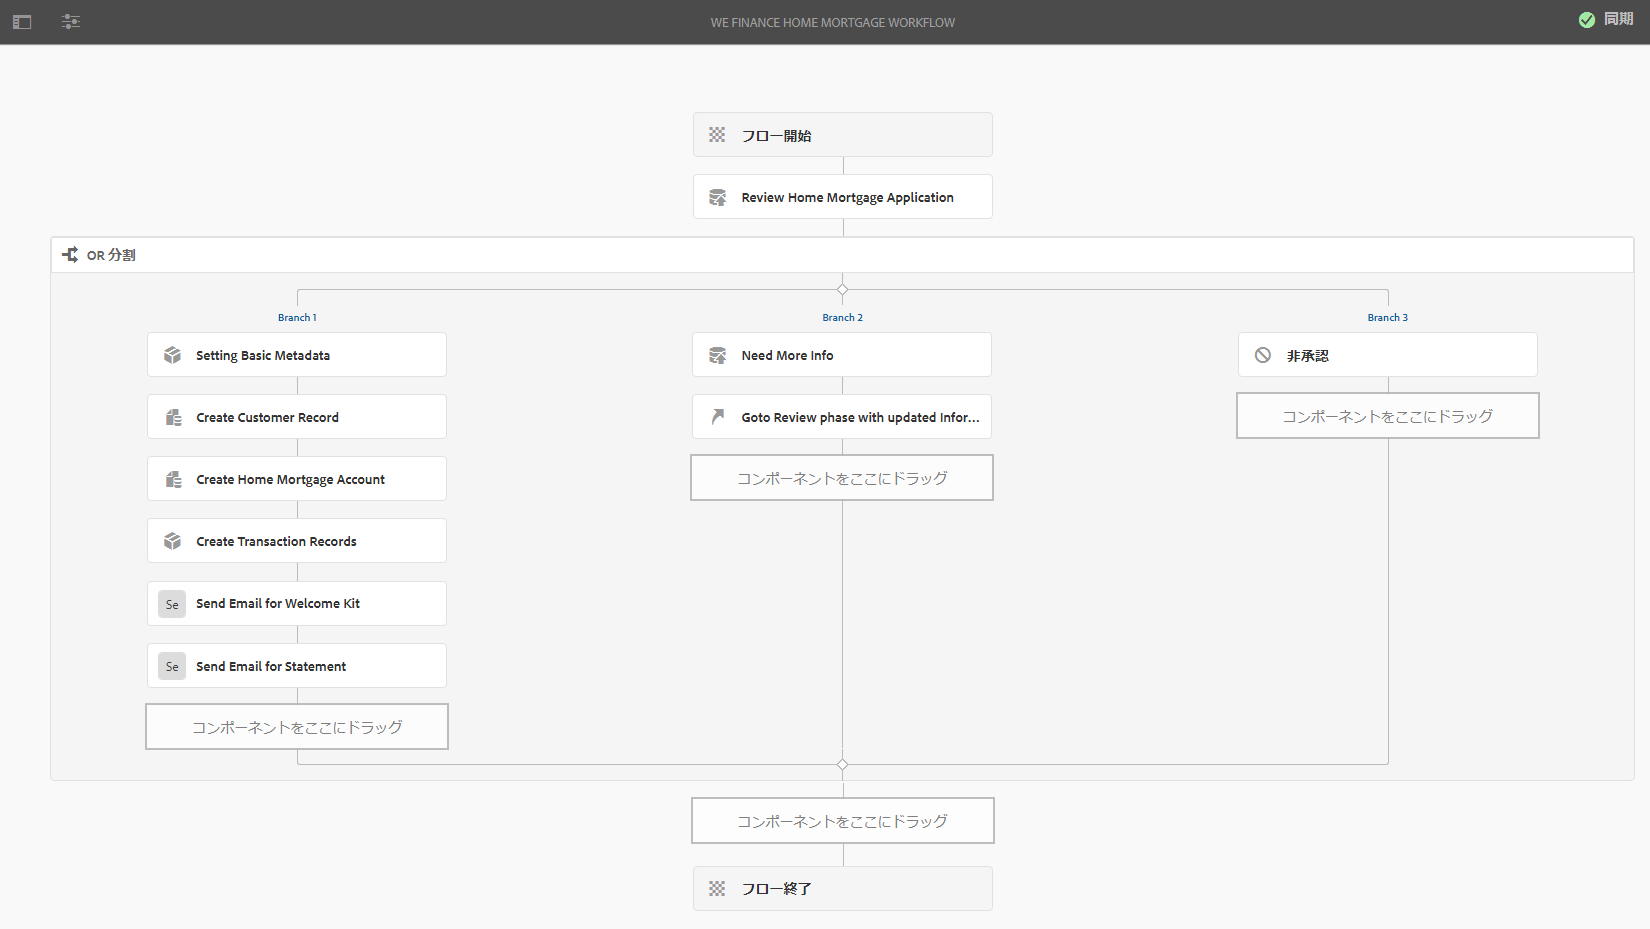 WE FINANCE HOME MORTGAGE WORKFLOW
同期
フロー開始
Review Home Mortgage Application
OR 分割
Branch 1
Branch 2
Branch 3
Setting Basic Metadata
Need More Info
非承認
Create Customer Record
Goto Review phase with updated Infor...
コンポーネントをここにドラッグ
Create Home Mortgage Account
コンポーネントをここにドラッグ
Create Transaction Records
Se
Send Email for Welcome Kit
Se
Send Email for Statement
コンポーネントをここにドラッグ
コンポーネントをここにドラッグ
フロー終了